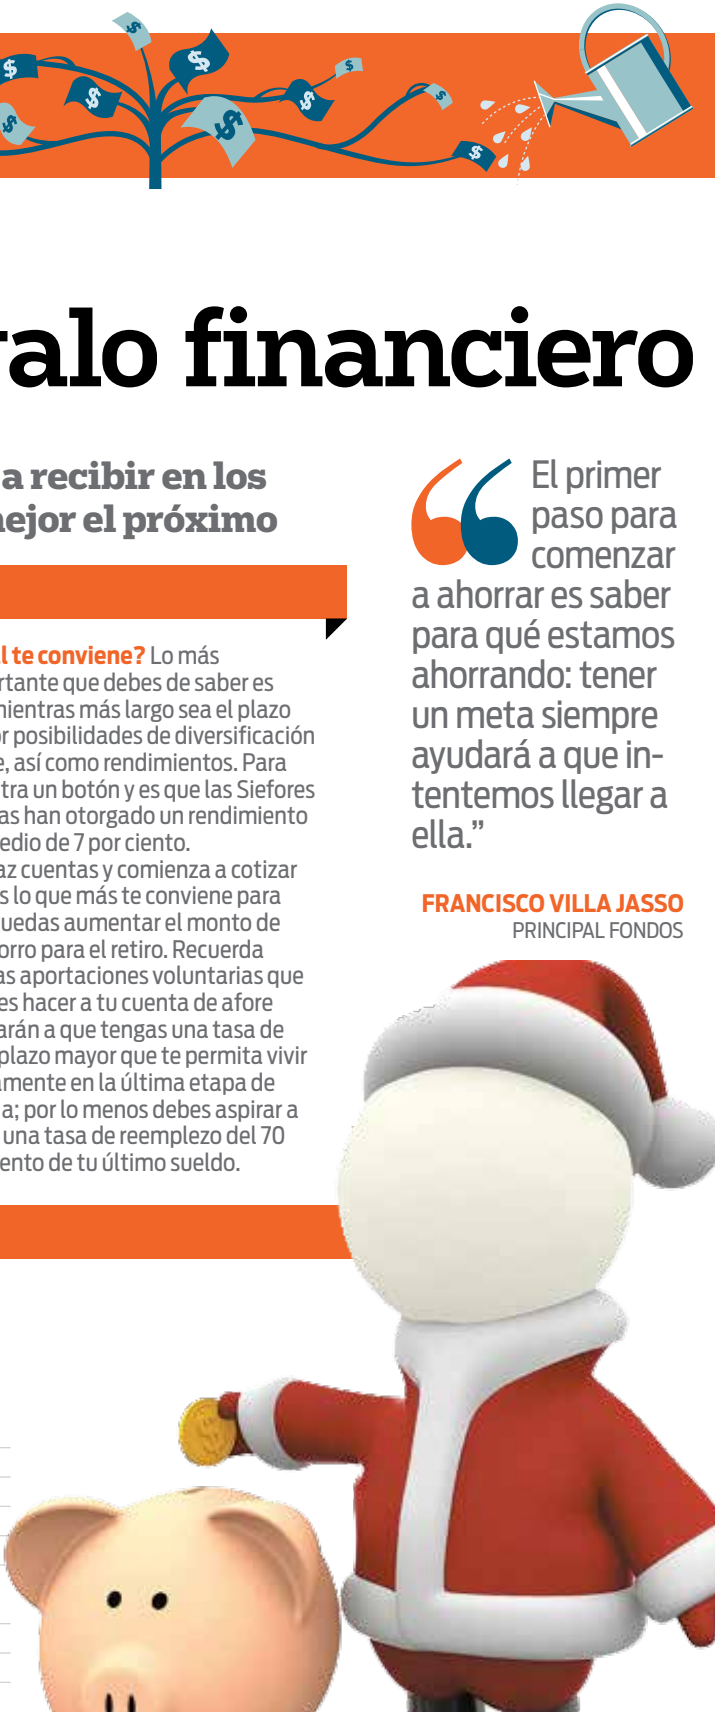 valo financiero
a recibir en los
mejor el próximo
l te conviene? Lo más
rtante que debes de saber es
mientras más largo sea el plazo
or posibilidades de diversificación
e, así como rendimientos. Para
tra un botón y es que las Siefores
as han otorgado un rendimiento
edio de 7 por ciento.
az cuentas y comienza a cotizar
s lo que más te conviene para
uedas aumentar el monto de
orro para el retiro. Recuerda
as aportaciones voluntarias que
es hacer a tu cuenta de afore
arán a que tengas una tasa de
plazo mayor que te permita vivir
amente en la última etapa de
a; por lo menos debes aspirar a
una tasa de reemplezo del 70
ento de tu último sueldo.
“El primer
paso para
comenzar
a ahorrar es saber
para qué estamos
ahorrando: tener
un meta siempre
ayudará a que in-
tentemos llegar a
ella.”
FRANCISCO VILLA JASSO
PRINCIPAL FONDOS